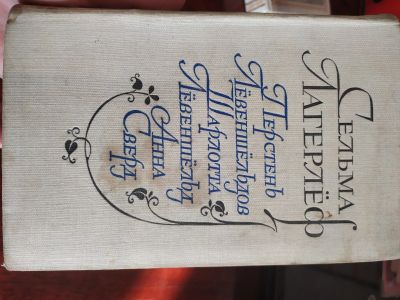 Сельма
Лагерлёф
Перстень
Лёвеншёльдов
Шарлотта
Лёвеншёльд
Анна
Сверд